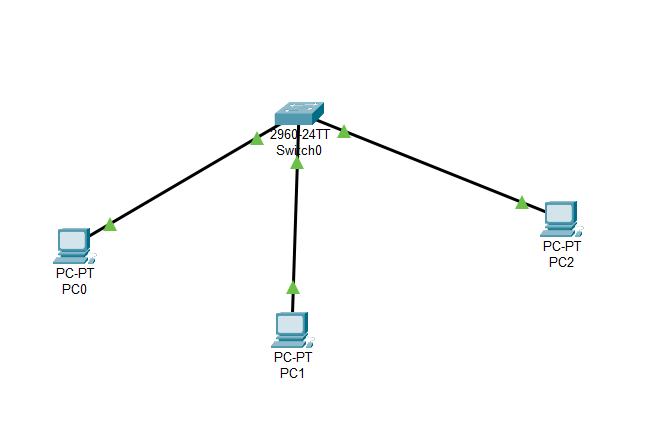 2960-24TT
Switch0
PC-PT
PC0
PC-PT
PC1
PC-PT
PC2